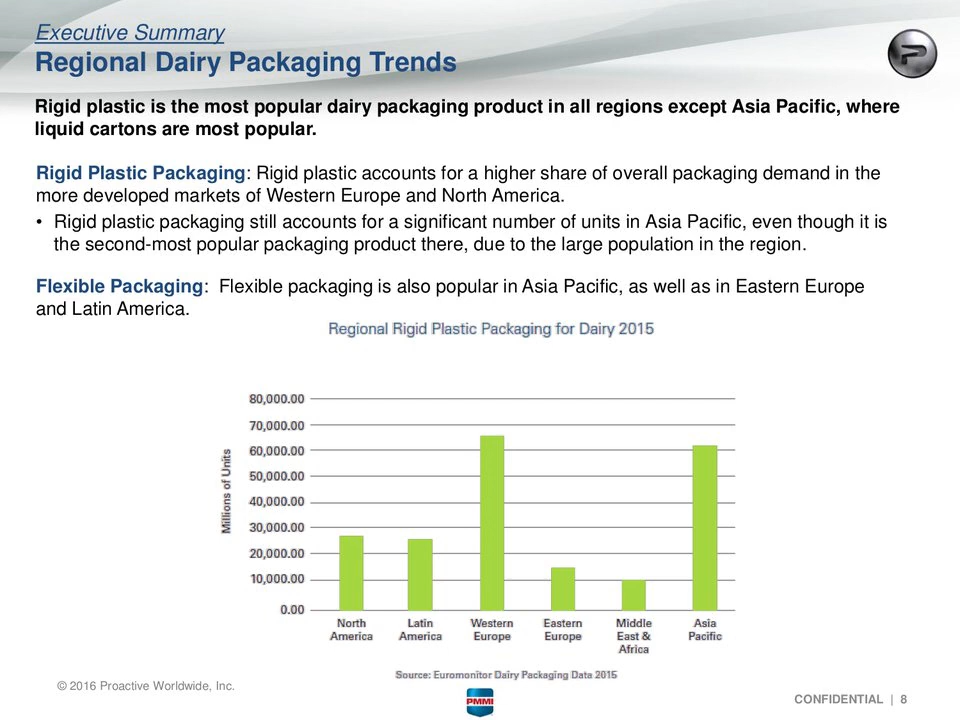 Executive Summary
Regional Dairy Packaging Trends
Rigid plastic is the most popular dairy packaging product in all regions except Asia Pacific, where
liquid cartons are most popular.
Rigid Plastic Packaging: Rigid plastic accounts for a higher share of overall packaging demand in the
more developed markets of Western Europe and North America.
• Rigid plastic packaging still accounts for a significant number of units in Asia Pacific, even though it is
the second-most popular packaging product there, due to the large population in the region.
Flexible Packaging: Flexible packaging is also popular in Asia Pacific, as well as in Eastern Europe
and Latin America.
Regional Rigid Plastic Packaging for Dairy 2015
Millions of Units
80,000.00
70,000.00
60,000.00
50,000.00
40,000.00
30,000.00
20,000.00
10,000.00
0.00
North
America
Latin
America
Western
Europe
Eastern
Europe
Middle
East &
Africa
Asia
Pacific
Source: Euromonitor Dairy Packaging Data 2015
© 2016 Proactive Worldwide, Inc.
PMMI
CONFIDENTIAL | 8